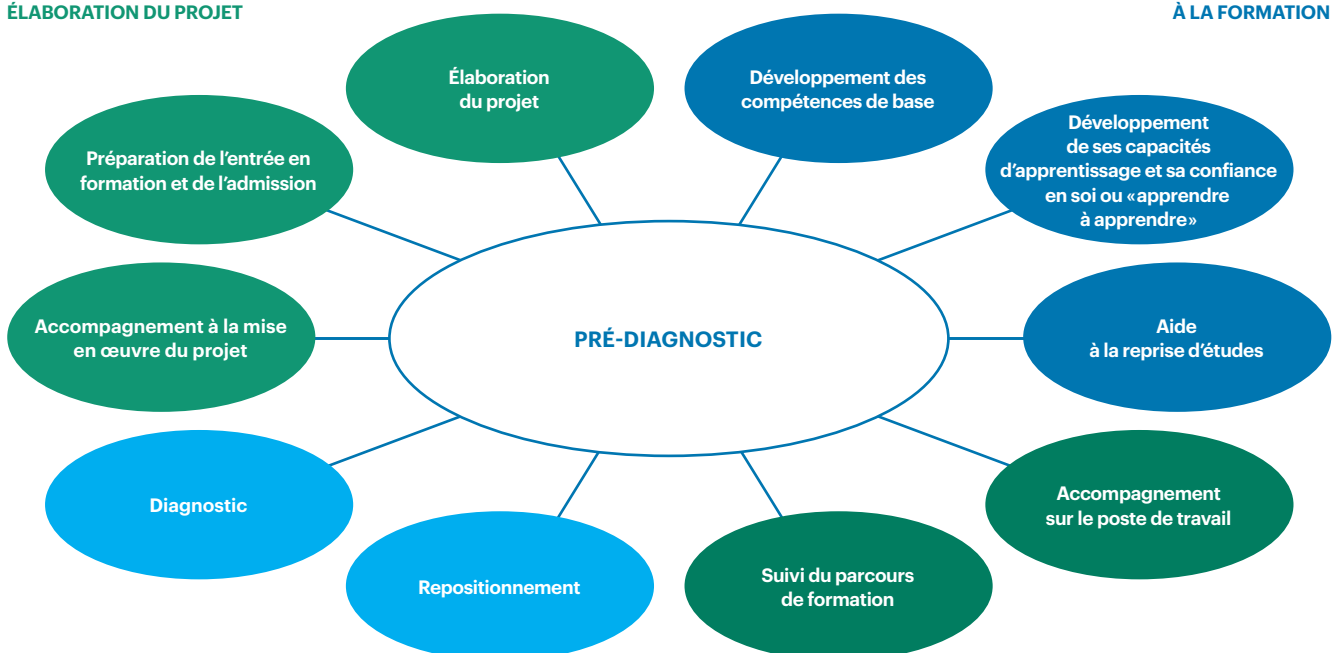 ÉLABORATION DU PROJET
À LA FORMATION
Élaboration
du projet
Développement des
compétences de base
Préparation de l'entrée en
formation et de l'admission
Développement
de ses capacités
d'apprentissage et sa confiance
en soi ou «apprendre
à apprendre»
Accompagnement à la mise
en œuvre du projet
PRÉ-DIAGNOSTIC
Aide
à la reprise d'études
Diagnostic
Accompagnement
sur le poste de travail
Repositionnement
Suivi du parcours
de formation